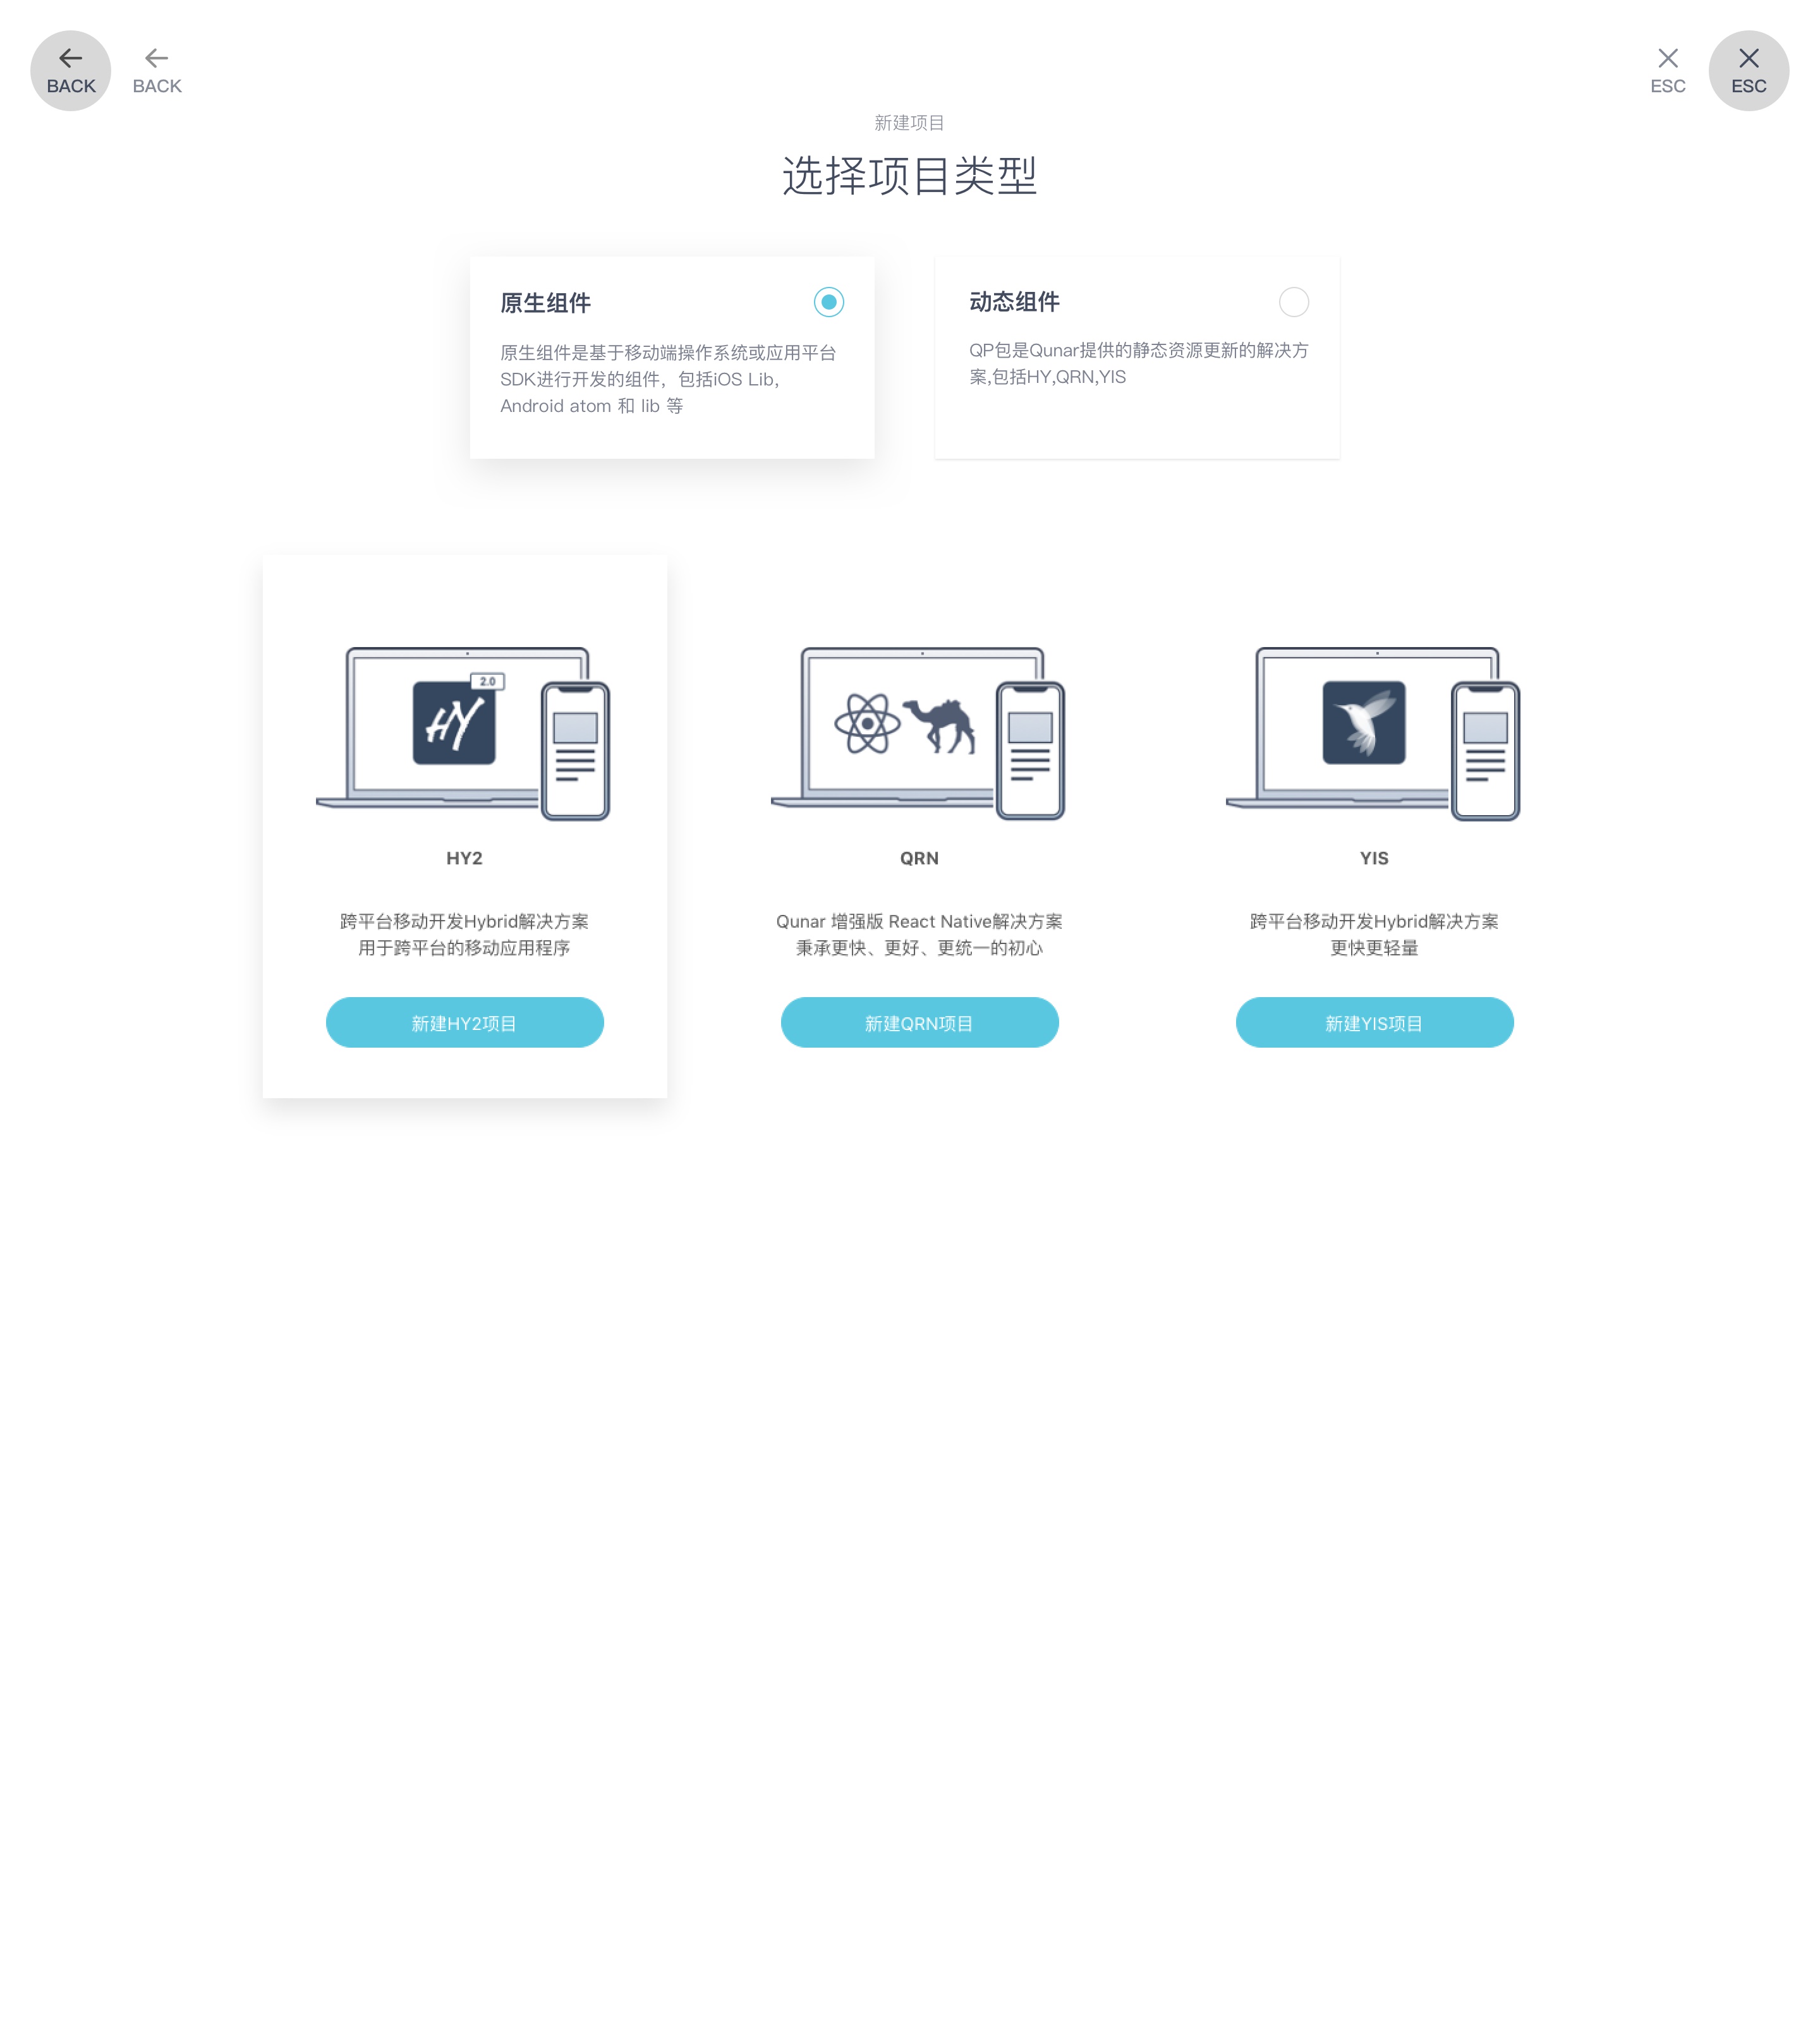 BACK
BACK
ESC
ESC
新建项目
选择项目类型
原生组件
原生组件是基于移动端操作系统或应用平台
SDK进行开发的组件，包括iOS Lib，
Android atom 和 lib 等
动态组件
QP包是Qunar提供的静态资源更新的解决方
案,包括HY,QRN,YIS
2.0
HY
HY2
跨平台移动开发Hybrid解决方案
用于跨平台的移动应用程序
新建HY2项目
QRN
Qunar 增强版 React Native解决方案
秉承更快、更好、更统一的初心
新建QRN项目
YIS
跨平台移动开发Hybrid解决方案
更快更轻量
新建YIS项目